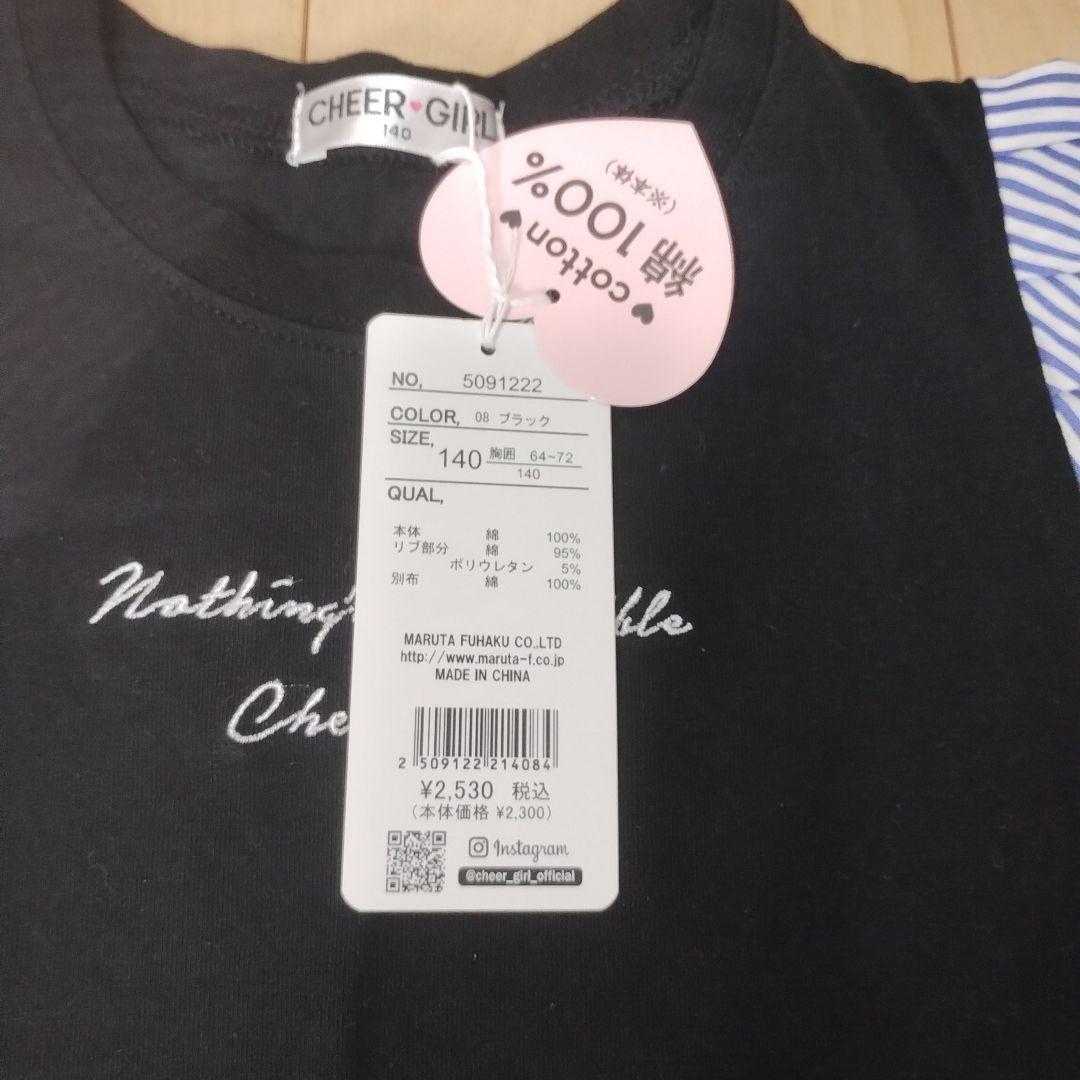 CHEER♥GIRL
140
綿100%
(※本体)
♥cotton♥
NO, 5091222
COLOR, 08 ブラック
SIZE, 140 胸囲 64~72
140
QUAL,
本体 綿 100%
リブ部分 綿 95%
ポリウレタン 5%
別布 綿 100%
MARUTA FUHAKU CO.,LTD
http://www.maruta-f.co.jp
MADE IN CHINA
2 509122 214084
¥2,530 税込
(本体価格 ¥2,300)
Instagram
@cheer_girl_official